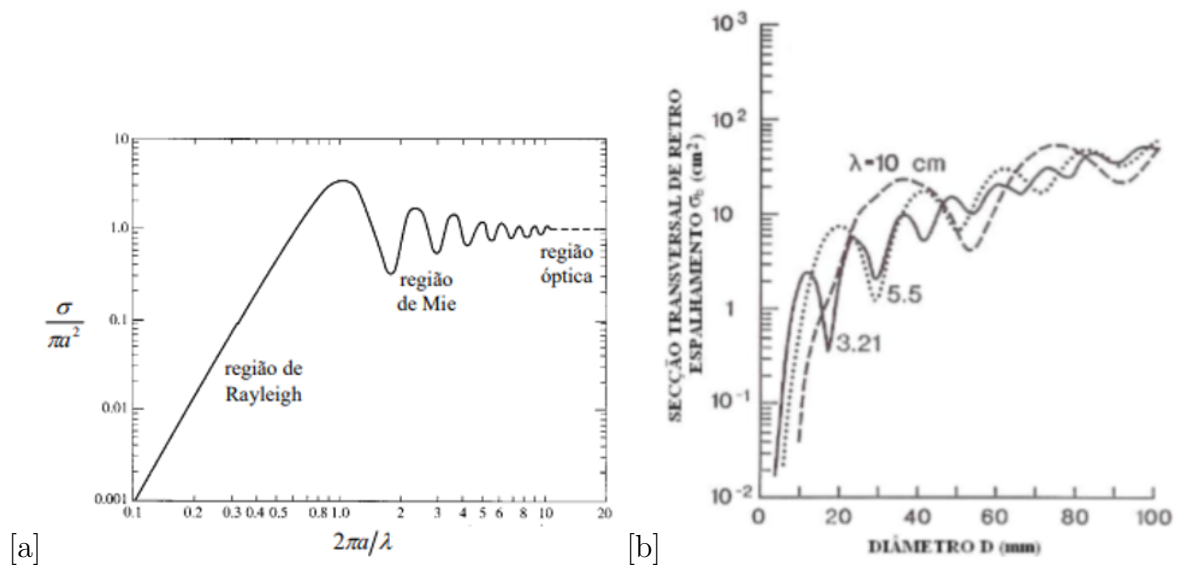 10
1.0
0.1
0.01
0.001
σ
πa²
região de
Rayleigh
região
de Mie
região
óptica
0.1
0.2
0.3 0.4 0.5
0.8 1.0
2
3
4
5 6
8 10
20
2πa/λ
[a]
SECÇÃO TRANSVERSAL DE RETRO
ESPALHAMENTO σb (cm²)
10³
10²
10
1
10⁻¹
10⁻²
λ=10 cm
5.5
3.21
0
20
40
60
80
100
DIÂMETRO D (mm)
[b]